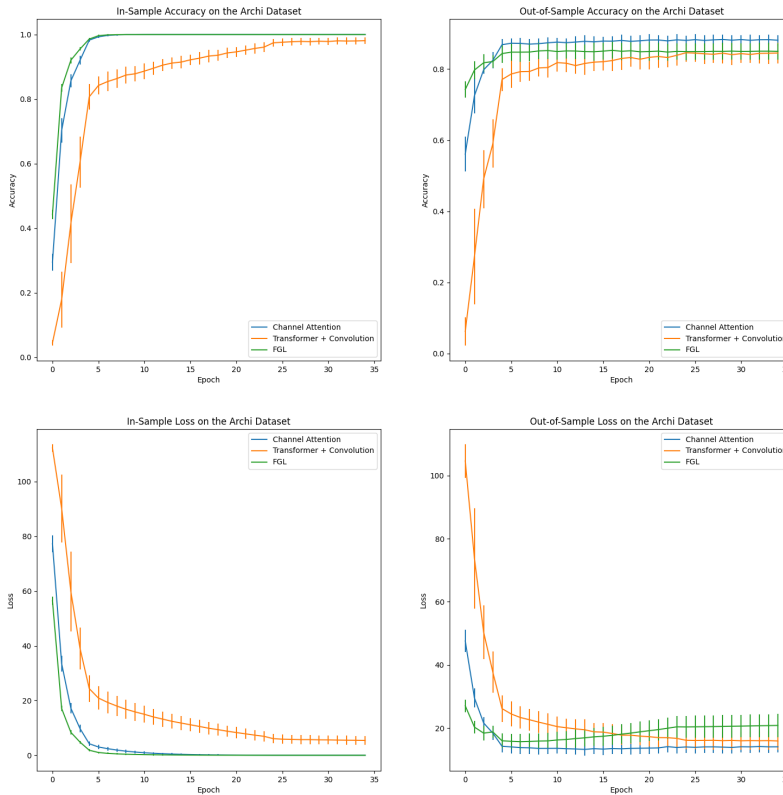 In-Sample Accuracy on the Archi Dataset
1.0
0.8
0.6
0.4
0.2
0.0
Accuracy
Channel Attention
Transformer + Convolution
FGL
0 5 10 15 20 25 30 35
Epoch
Out-of-Sample Accuracy on the Archi Dataset
0.8
0.6
0.4
0.2
0.0
Accuracy
Channel Attention
Transformer + Convolution
FGL
0 5 10 15 20 25 30
Epoch
In-Sample Loss on the Archi Dataset
Channel Attention
Transformer + Convolution
FGL
100
80
60
40
20
0
Loss
0 5 10 15 20 25 30 35
Epoch
Out-of-Sample Loss on the Archi Dataset
Channel Attention
Transformer + Convolution
FGL
100
80
60
40
20
Loss
0 5 10 15 20 25 30
Epoch